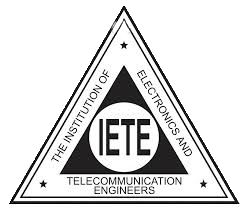 THE INSTITUTION OF
ELECTRONICS AND
TELECOMMUNICATION
ENGINEERS
IETE